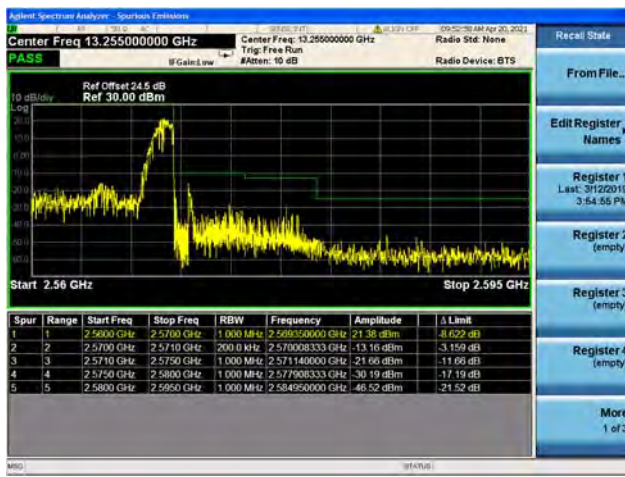 Agilent Spectrum Analyzer - Spurious Emissions
09:52:58 AM Apr 20, 2021
Center Freq 13.255000000 GHz
Center Freq: 13.255000000 GHz
Radio Std: None
Trig: Free Run
PASS
IFGain:Low
#Atten: 10 dB
Radio Device: BTS
Ref Offset 24.5 dB
10 dB/div
Ref 30.00 dBm
Log
Start 2.56 GHz
Stop 2.595 GHz
Spur Range Start Freq Stop Freq RBW Frequency Amplitude Δ Limit
1 1 2.5600 GHz 2.5700 GHz 1.000 MHz 2.569350000 GHz 21.38 dBm -8.622 dB
2 2 2.5700 GHz 2.5710 GHz 200.0 kHz 2.570008333 GHz -13.16 dBm -3.159 dB
3 3 2.5710 GHz 2.5750 GHz 1.000 MHz 2.571140000 GHz -21.66 dBm -11.66 dB
4 4 2.5750 GHz 2.5800 GHz 1.000 MHz 2.577908333 GHz -30.19 dBm -17.19 dB
5 5 2.5800 GHz 2.5950 GHz 1.000 MHz 2.584950000 GHz -46.52 dBm -21.52 dB
MSG
STATUS
Recall State
From File...
Edit Register
Names
Register 1
Last: 3/12/2019
3:54:55 PM
Register 2
(empty)
Register 3
(empty)
Register 4
(empty)
More
1 of 3